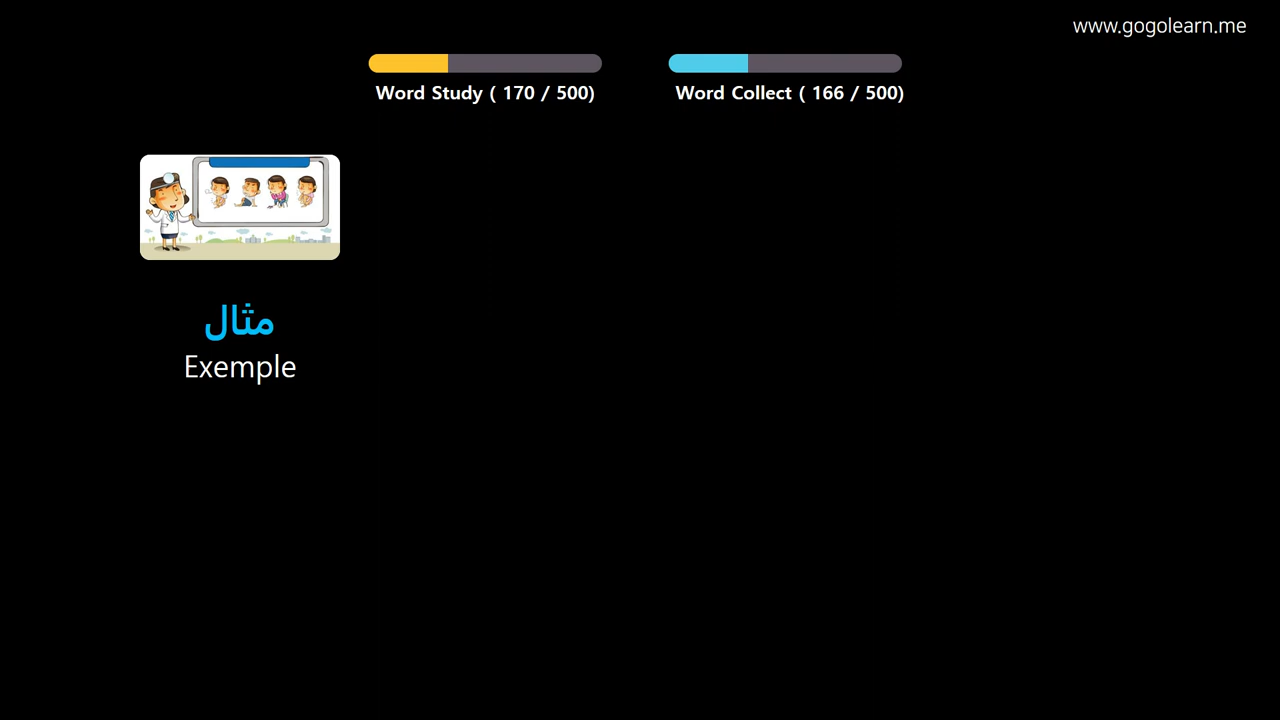 www.gogolearn.me
Word Study ( 170 / 500)
Word Collect ( 166 / 500)
مثال
Exemple